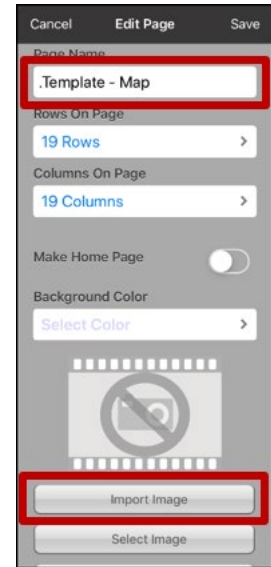 Cancel Edit Page Save
Page Name
.Template - Map
Rows On Page
19 Rows
Columns On Page
19 Columns
Make Home Page
Background Color
Select Color
Import Image
Select Image